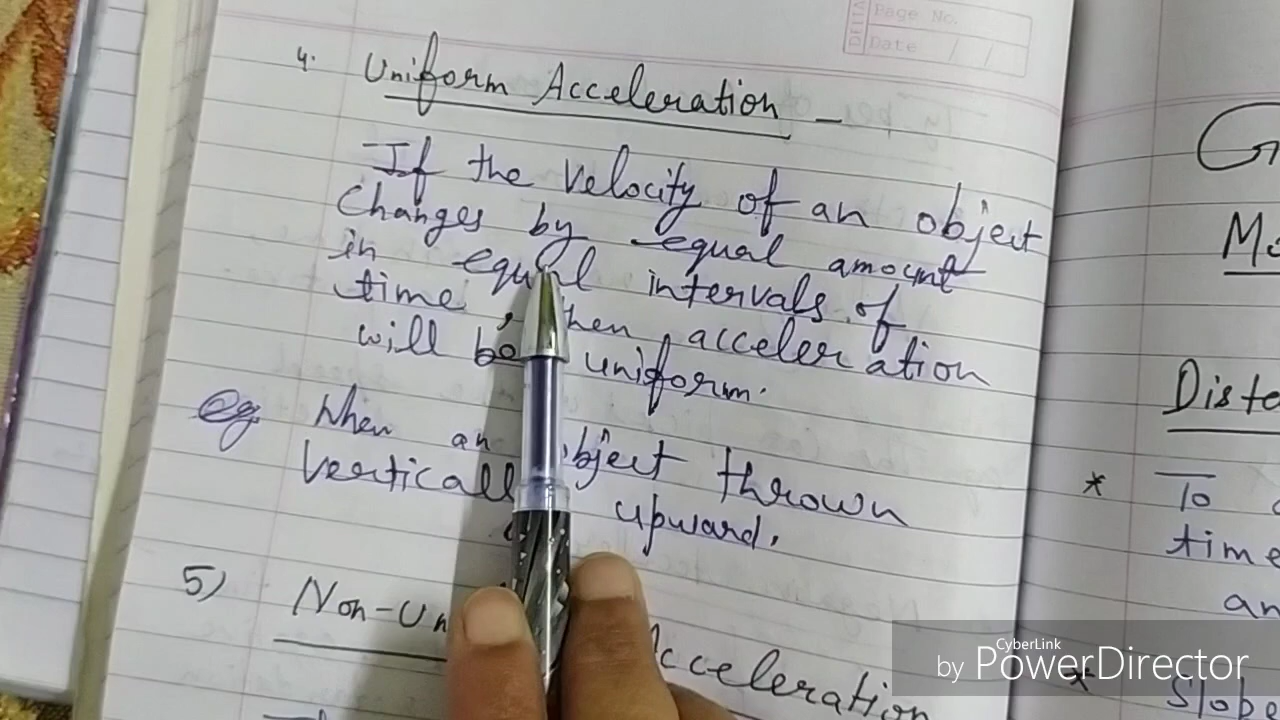 DELTA
Page No.
Date / /
4. Uniform Acceleration -
If the velocity of an object
changes by equal amount
in equal intervals of
time, then acceleration
will be uniform.
eg When an object thrown
vertically upward.
5) Non-Un Acceleration
G
Dist
* To
time
an
* Slope
CyberLink
by PowerDirector